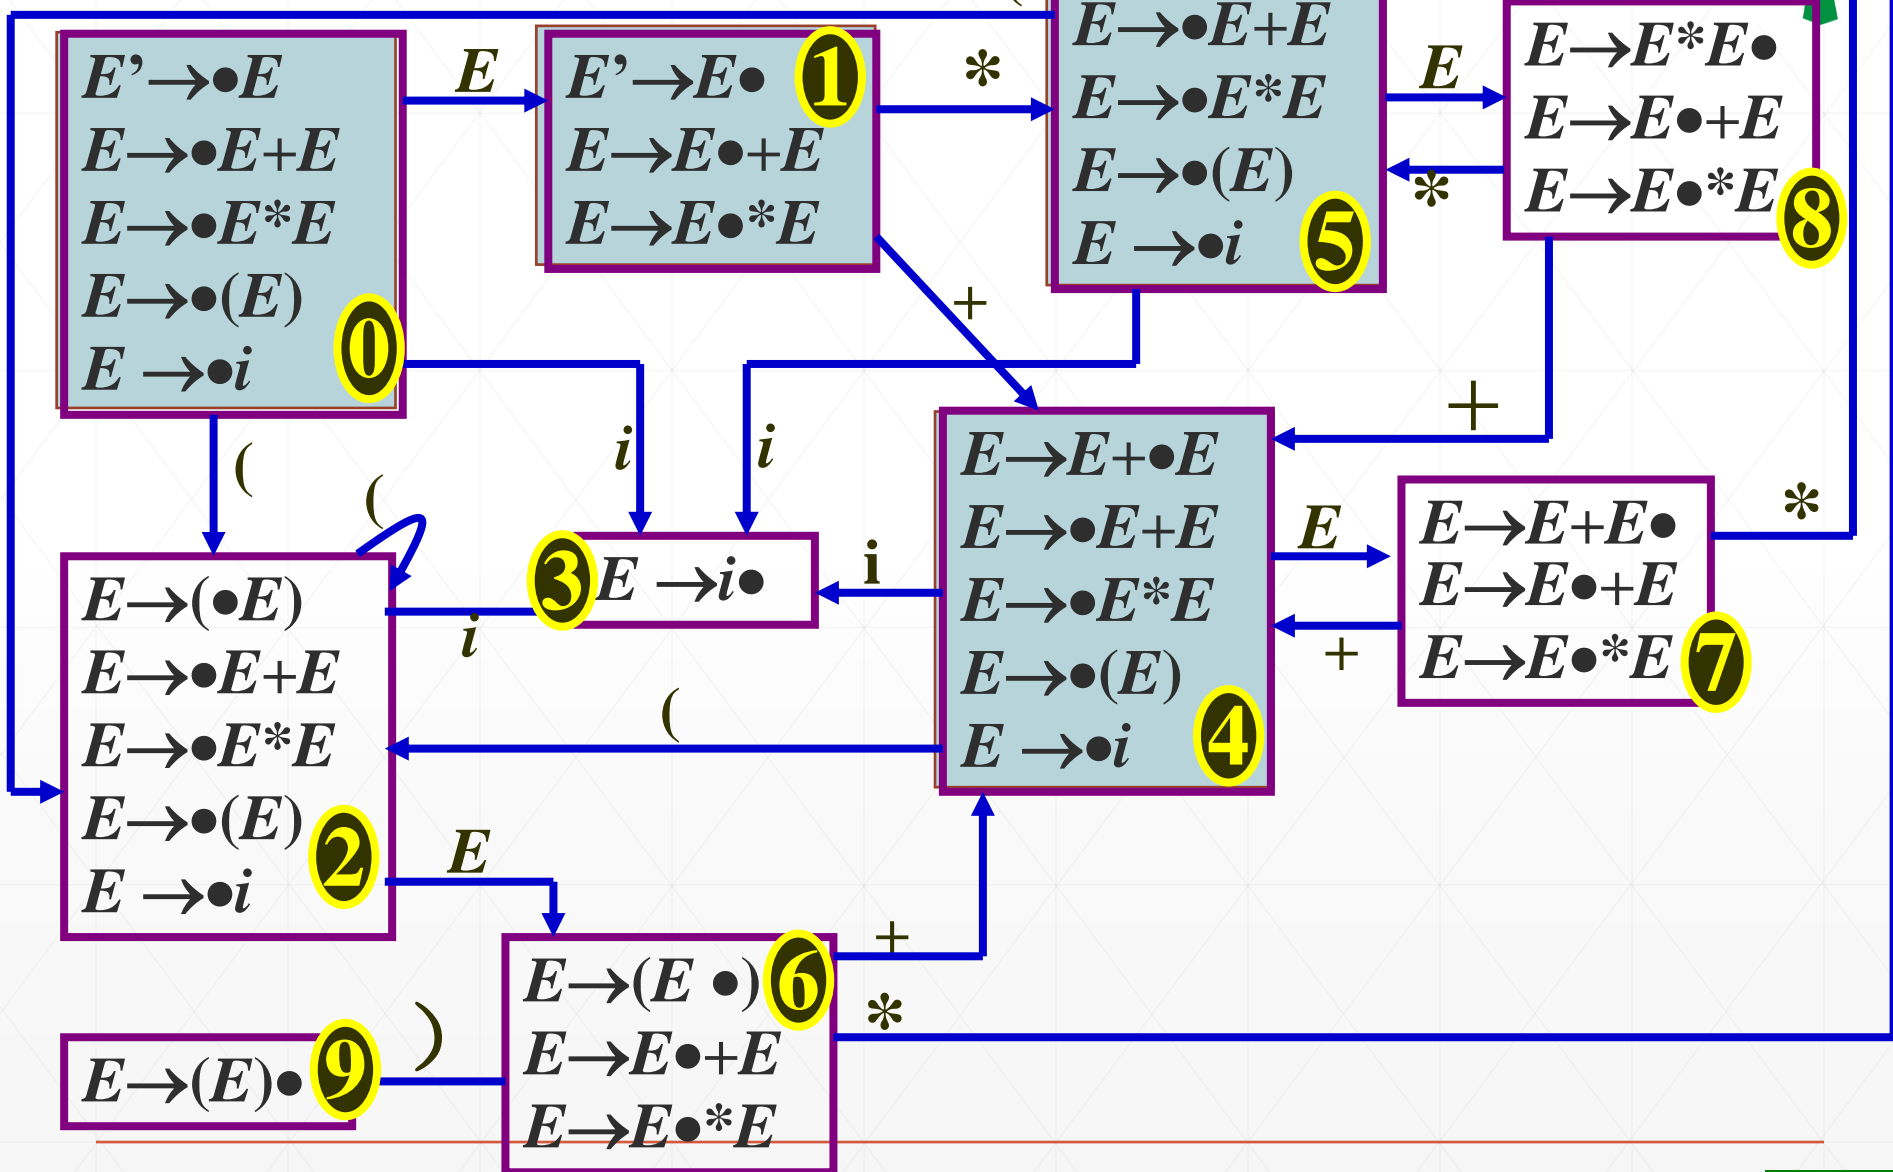 E’→•E
E→•E+E
E→•E*E
E→•(E)
E →•i
0
E
E’→E•
E→E•+E
E→E•*E
1
*
+
E→•E+E
E→•E*E
E→•(E)
E →•i
5
E
*
E→E*E•
E→E•+E
E→E•*E
8
+
(
(
i
i
E →i•
3
i
i
E→(•E)
E→•E+E
E→•E*E
E→•(E)
E →•i
2
(
E
E→E+•E
E→•E+E
E→•E*E
E→•(E)
E →•i
4
E
+
E→E+E•
E→E•+E
E→E•*E
7
*
E→(E •)
E→E•+E
E→E•*E
6
+
*
)
E→(E)•
9